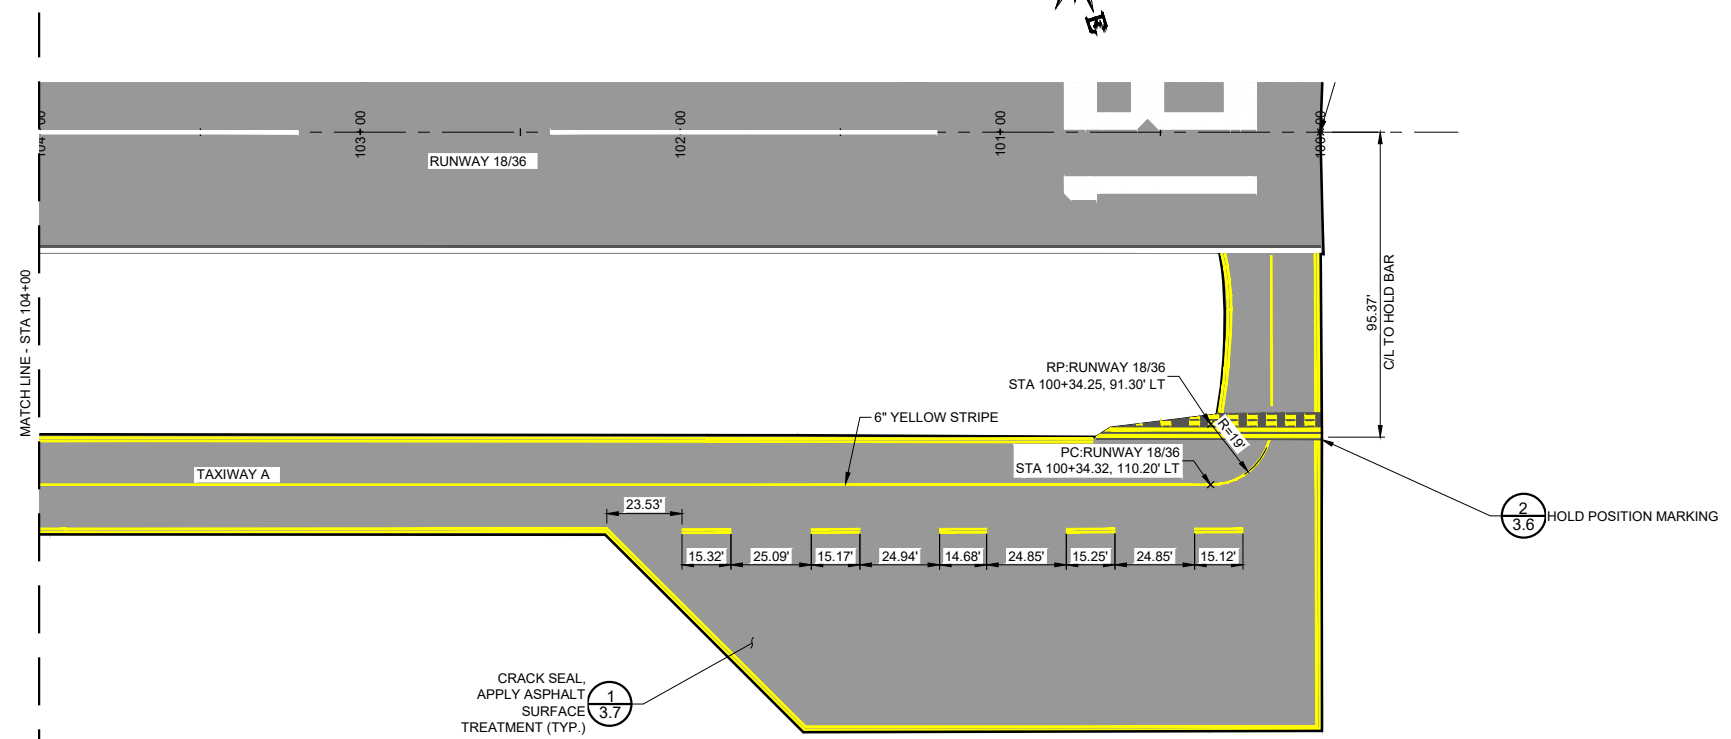 E
104+00
103+00
102+00
101+00
100+00
RUNWAY 18/36
MATCH LINE - STA 104+00
95.37'
C/L TO HOLD BAR
RP:RUNWAY 18/36
STA 100+34.25, 91.30' LT
6" YELLOW STRIPE
R=19'
PC:RUNWAY 18/36
STA 100+34.32, 110.20' LT
TAXIWAY A
23.53'
2
3.6
HOLD POSITION MARKING
15.32'
25.09'
15.17'
24.94'
14.68'
24.85'
15.25'
24.85'
15.12'
CRACK SEAL,
APPLY ASPHALT
SURFACE
TREATMENT (TYP.)
1
3.7